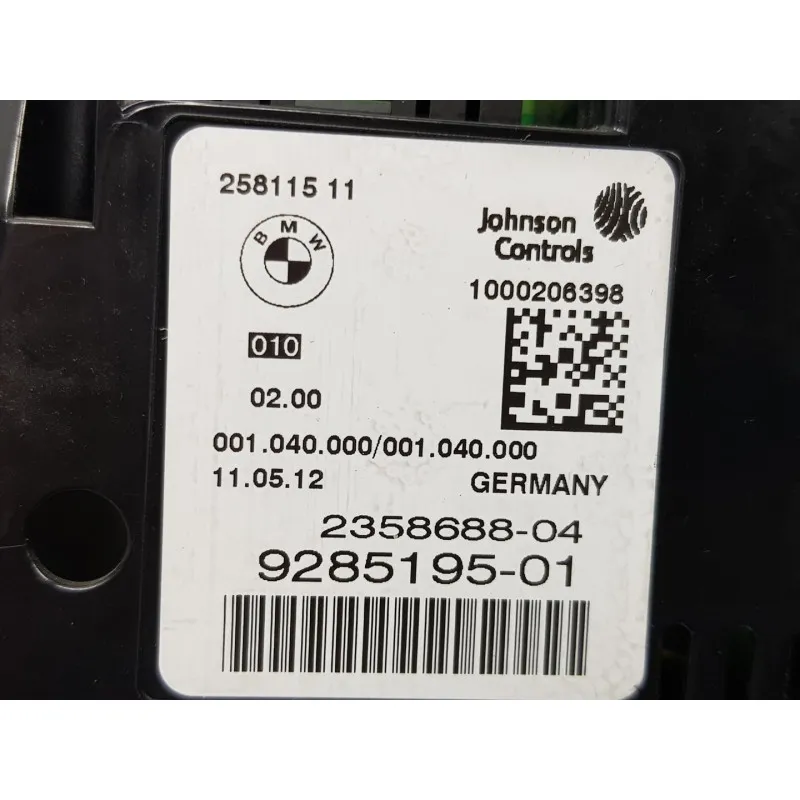 258115 11
BMW
Johnson
Controls
1000206398
010
02.00
001.040.000/001.040.000
11.05.12
GERMANY
2358688-04
9285195-01